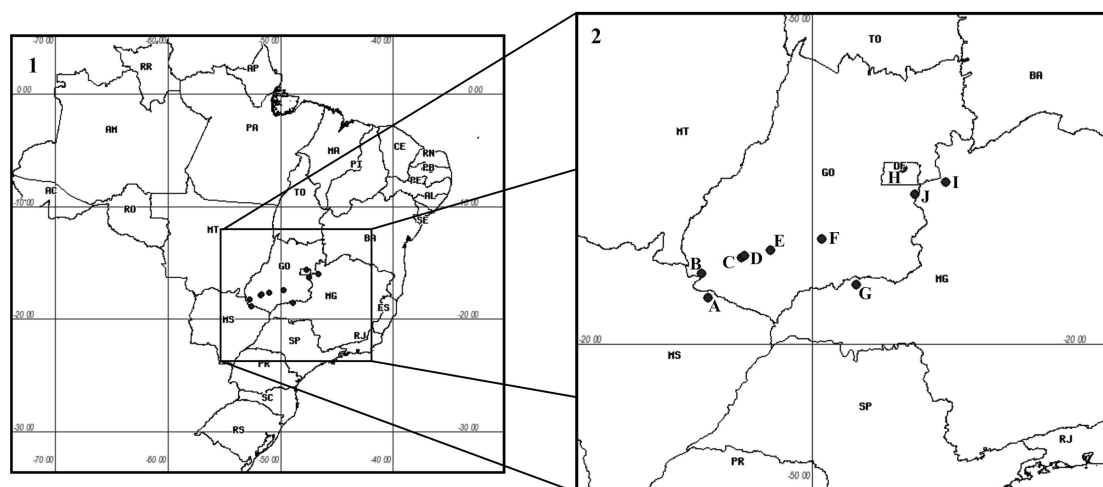 1
-70 00
-60 00
-50 00
-40 00
RR
AP
0 00
0 00
AM
PA
MA
CE
RN
PB
PE
PI
AL
SE
TO
AC
RO
-10 00
-10 00
MT
BA
GO
MG
ES
MS
-20 00
-20 00
SP
RJ
PR
SC
RS
-30 00
-30 00
-70 00
-60 00
-50 00
-40 00
2
-50 00
TO
BA
MT
GO
DF
H
I
J
E
F
C
D
B
A
G
MG
-20 00
-20 00
MS
SP
RJ
PR
-50 00